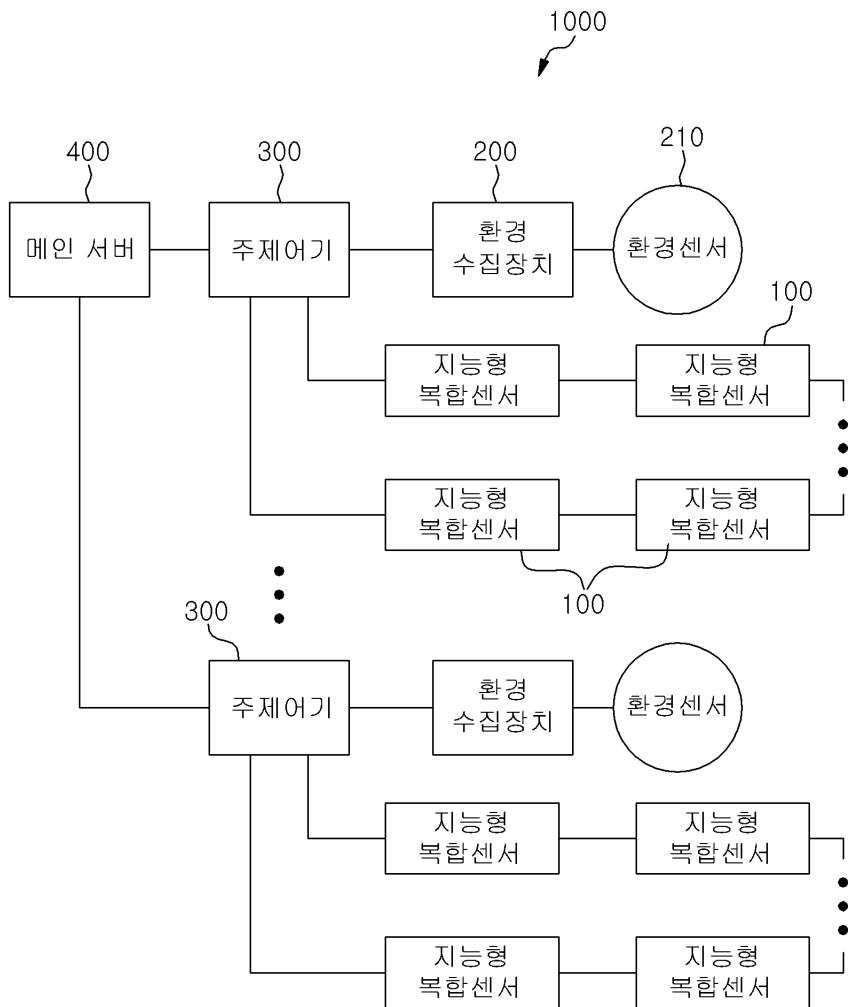 1000
400
300
200
210
메인 서버
주제어기
환경
수집장치
환경센서
100
지능형
복합센서
지능형
복합센서
지능형
복합센서
지능형
복합센서
100
300
주제어기
환경
수집장치
환경센서
지능형
복합센서
지능형
복합센서
지능형
복합센서
지능형
복합센서